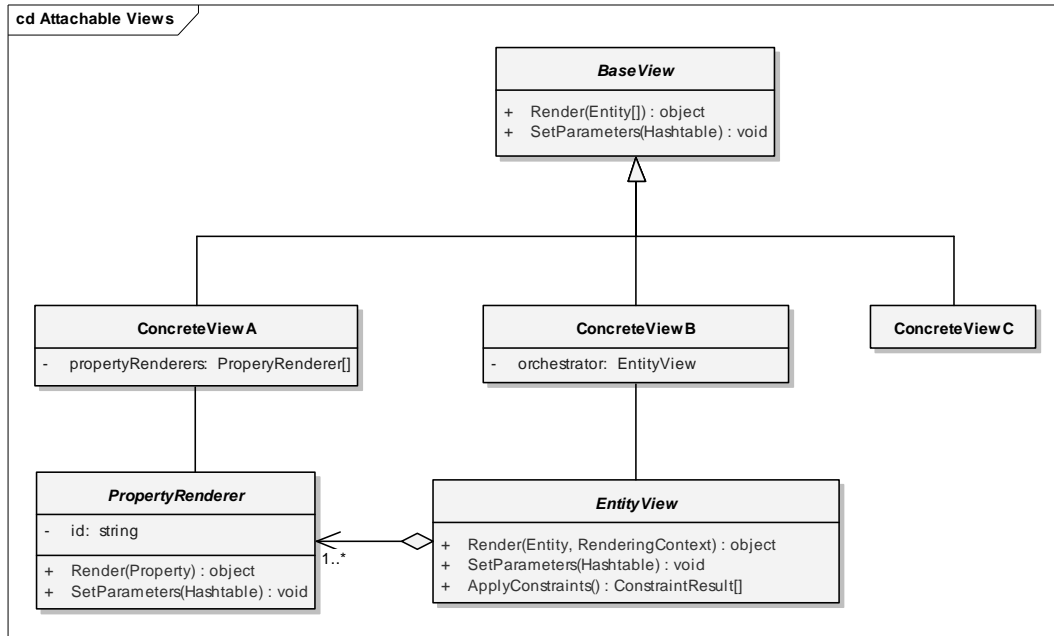 cd Attachable Views
BaseView
+ Render(Entity[]) : object
+ SetParameters(Hashtable) : void
ConcreteViewA
- propertyRenderers: ProperyRenderer[]
ConcreteViewB
- orchestrator: EntityView
ConcreteViewC
PropertyRenderer
- id: string
+ Render(Property) : object
+ SetParameters(Hashtable) : void
1..*
EntityView
+ Render(Entity, RenderingContext) : object
+ SetParameters(Hashtable) : void
+ ApplyConstraints() : ConstraintResult[]